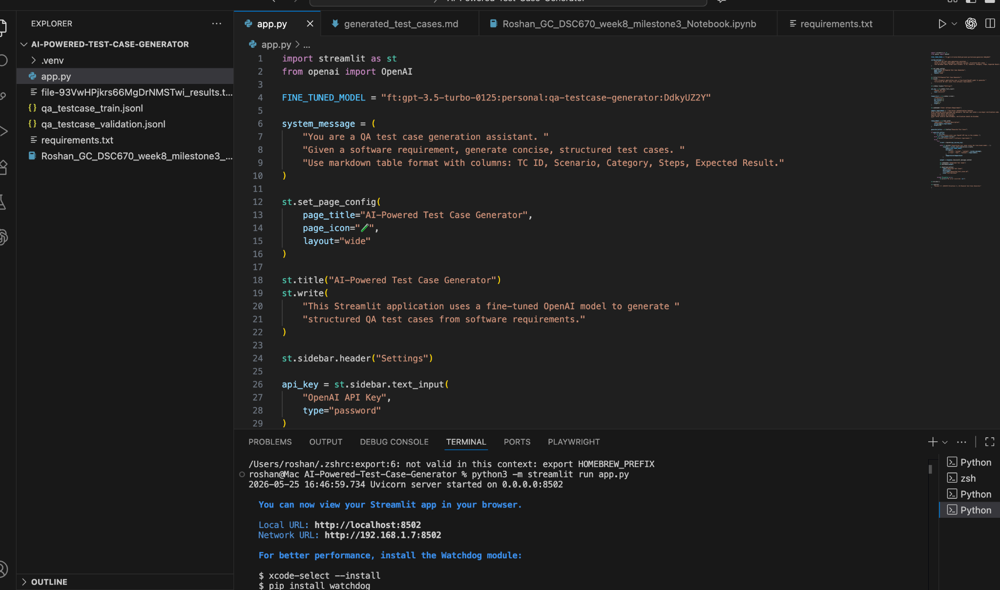 AI-Powered-Test-Case-Generator
EXPLORER
AI-POWERED-TEST-CASE-GENERATOR
.venv
app.py
file-93VwHPjkrs66MgDrNMSTwi_results.t...
qa_testcase_train.jsonl
qa_testcase_validation.jsonl
requirements.txt
Roshan_GC_DSC670_week8_milestone3_...
OUTLINE
app.py
generated_test_cases.md
Roshan_GC_DSC670_week8_milestone3_Notebook.ipynb
requirements.txt
app.py > ...
1 import streamlit as st
2 from openai import OpenAI
3
4 FINE_TUNED_MODEL = "ft:gpt-3.5-turbo-0125:personal:qa-testcase-generator:DdkyUZ2Y"
5
6 system_message = (
7 "You are a QA test case generation assistant. "
8 "Given a software requirement, generate concise, structured test cases. "
9 "Use markdown table format with columns: TC ID, Scenario, Category, Steps, Expected Result."
10 )
11
12 st.set_page_config(
13 page_title="AI-Powered Test Case Generator",
14 page_icon="🧪",
15 layout="wide"
16 )
17
18 st.title("AI-Powered Test Case Generator")
19 st.write(
20 "This Streamlit application uses a fine-tuned OpenAI model to generate "
21 "structured QA test cases from software requirements."
22 )
23
24 st.sidebar.header("Settings")
25
26 api_key = st.sidebar.text_input(
27 "OpenAI API Key",
28 type="password"
29 )
PROBLEMS OUTPUT DEBUG CONSOLE TERMINAL PORTS PLAYWRIGHT
/Users/roshan/.zshrc:export:6: not valid in this context: export HOMEBREW_PREFIX
roshan@Mac AI-Powered-Test-Case-Generator % python3 -m streamlit run app.py
2026-05-25 16:46:59.734 Uvicorn server started on 0.0.0.0:8502
You can now view your Streamlit app in your browser.
Local URL: http://localhost:8502
Network URL: http://192.168.1.7:8502
For better performance, install the Watchdog module:
$ xcode-select --install
$ pip install watchdog
Python
zsh
Python
Python